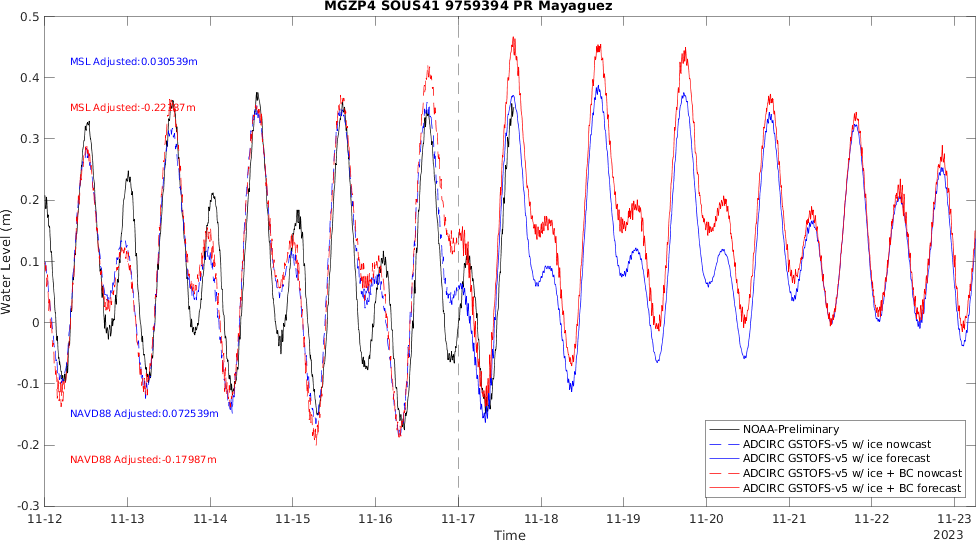 MGZP4 SOUS41 9759394 PR Mayaguez
0.5
0.4
0.3
0.2
0.1
0
-0.1
-0.2
-0.3
Water Level (m)
MSL Adjusted:0.030539m
MSL Adjusted:-0.22187m
NAVD88 Adjusted:0.072539m
NAVD88 Adjusted:-0.17987m
NOAA-Preliminary
ADCIRC GSTOFS-v5 w/ ice nowcast
ADCIRC GSTOFS-v5 w/ ice forecast
ADCIRC GSTOFS-v5 w/ ice + BC nowcast
ADCIRC GSTOFS-v5 w/ ice + BC forecast
11-12 11-13 11-14 11-15 11-16 11-17 11-18 11-19 11-20 11-21 11-22 11-23
2023
Time